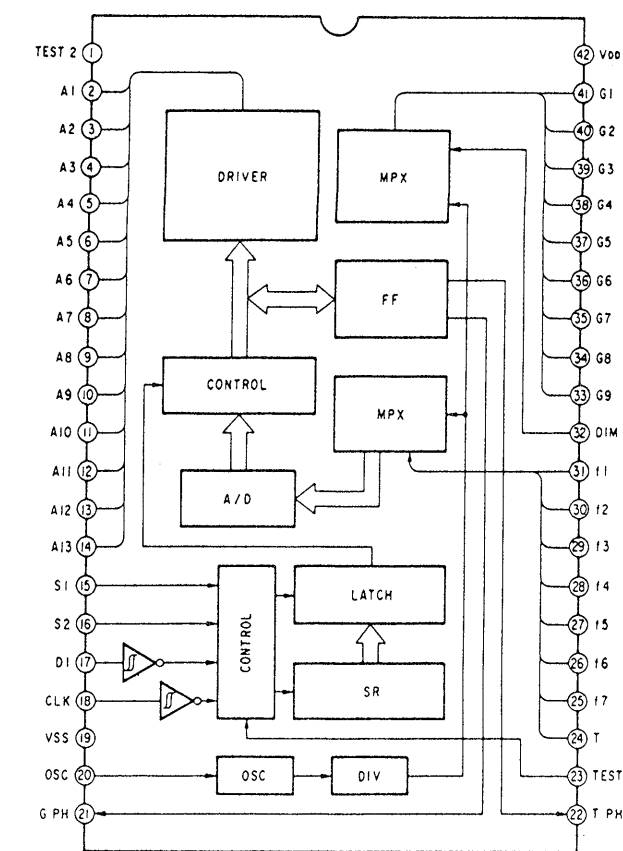 TEST 2 1
42 VDD
A1 2
41 G1
A2 3
40 G2
A3 4
39 G3
A4 5
38 G4
A5 6
37 G5
A6 7
36 G6
A7 8
35 G7
A8 9
34 G8
A9 10
33 G9
A10 11
32 DIM
A11 12
31 f1
A12 13
30 f2
A13 14
29 f3
S1 15
28 f4
S2 16
27 f5
D1 17
26 f6
CLK 18
25 f7
VSS 19
24 T
OSC 20
23 TEST
G PH 21
22 T PH
DRIVER
MPX
FF
CONTROL
MPX
A/D
CONTROL
LATCH
SR
OSC
DIV